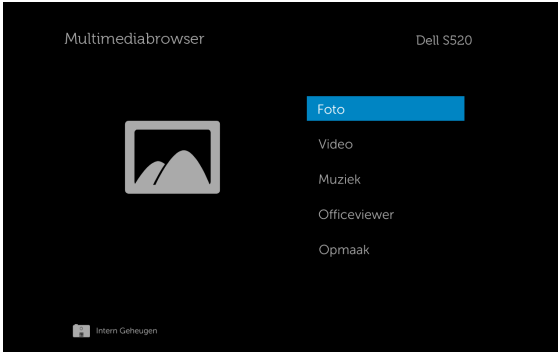 Multimediabrowser
Dell S520
Foto
Video
Muziek
Officeviewer
Opmaak
Intern Geheugen